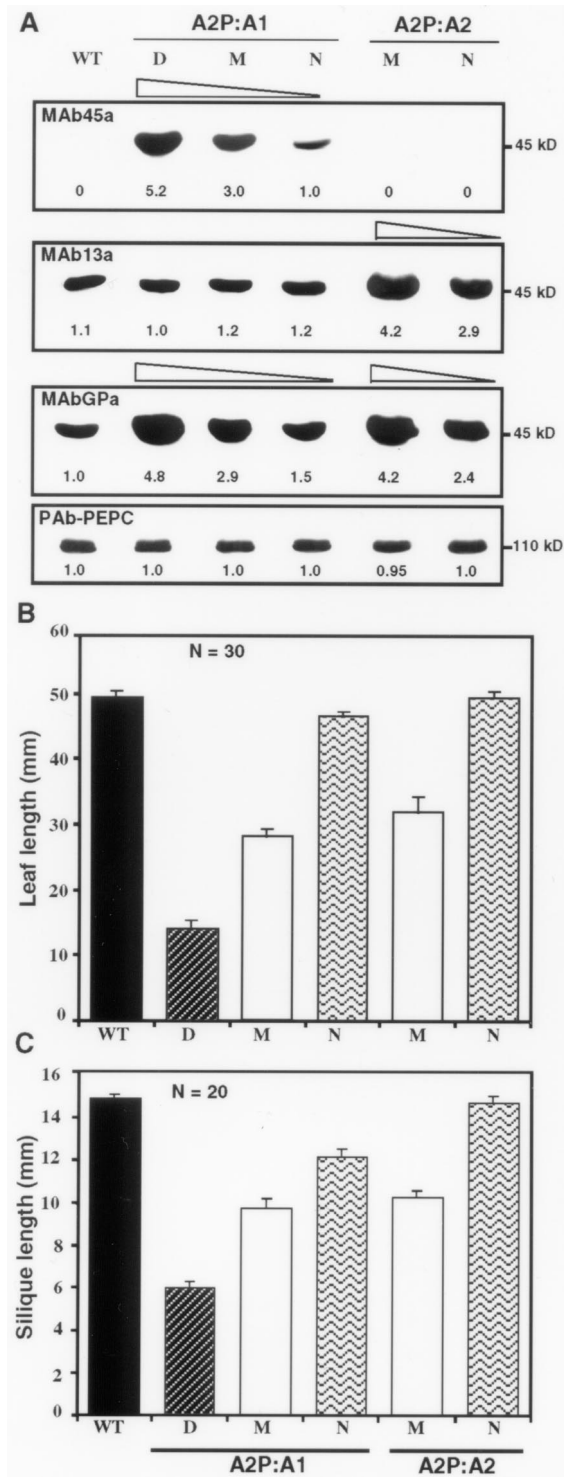 A
A2P:A1 A2P:A2
WT D M N M N
MAb45a
45 kD
0 5.2 3.0 1.0 0 0
MAb13a
45 kD
1.1 1.0 1.2 1.2 4.2 2.9
MAbGPa
45 kD
1.0 4.8 2.9 1.5 4.2 2.4
PAb-PEPC
110 kD
1.0 1.0 1.0 1.0 0.95 1.0
B
60
N = 30
50
30
20
10
0
Leaf length (mm)
WT D M N M N
C
16
N = 20
14
12
10
8
6
4
2
0
Silique length (mm)
WT D M N M N
A2P:A1 A2P:A2